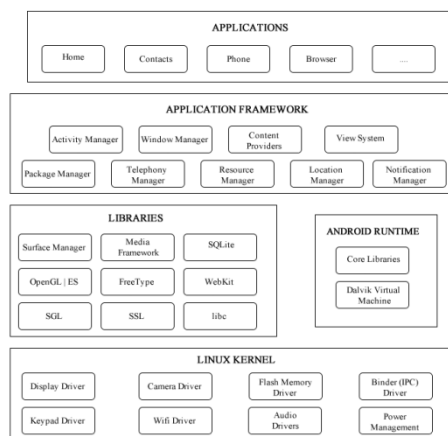 APPLICATIONS
Home
Contacts
Phone
Browser
....
APPLICATION FRAMEWORK
Activity Manager
Window Manager
Content
Providers
View System
Package Manager
Telephony
Manager
Resource
Manager
Location
Manager
Notification
Manager
LIBRARIES
Surface Manager
Media
Framework
SQLite
OpenGL | ES
FreeType
WebKit
SGL
SSL
libc
ANDROID RUNTIME
Core Libraries
Dalvik Virtual
Machine
LINUX KERNEL
Display Driver
Camera Driver
Flash Memory
Driver
Binder (IPC)
Driver
Keypad Driver
Wifi Driver
Audio
Drivers
Power
Management